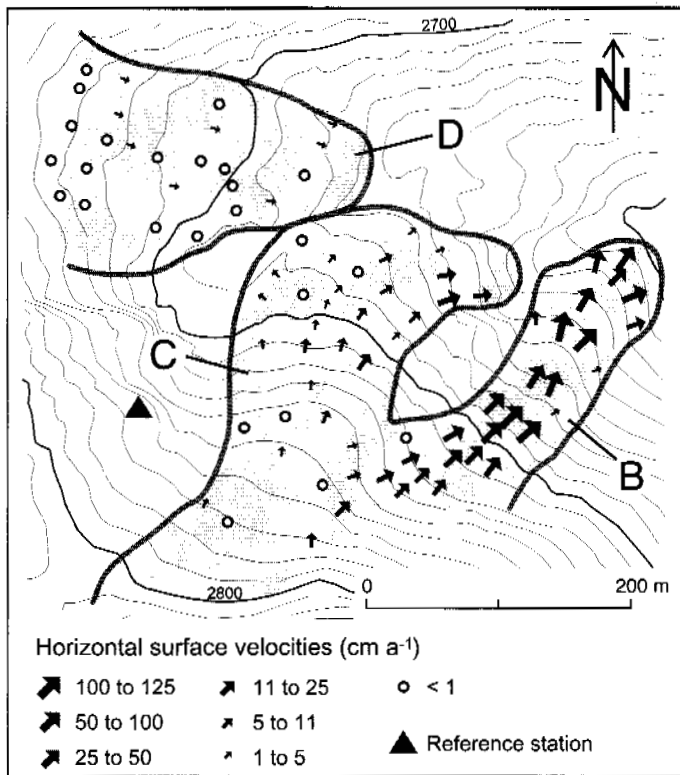 2700
N
D
C
B
2800
0 200 m
Horizontal surface velocities (cm a⁻¹)
100 to 125 11 to 25 < 1
50 to 100 5 to 11
25 to 50 1 to 5 Reference station